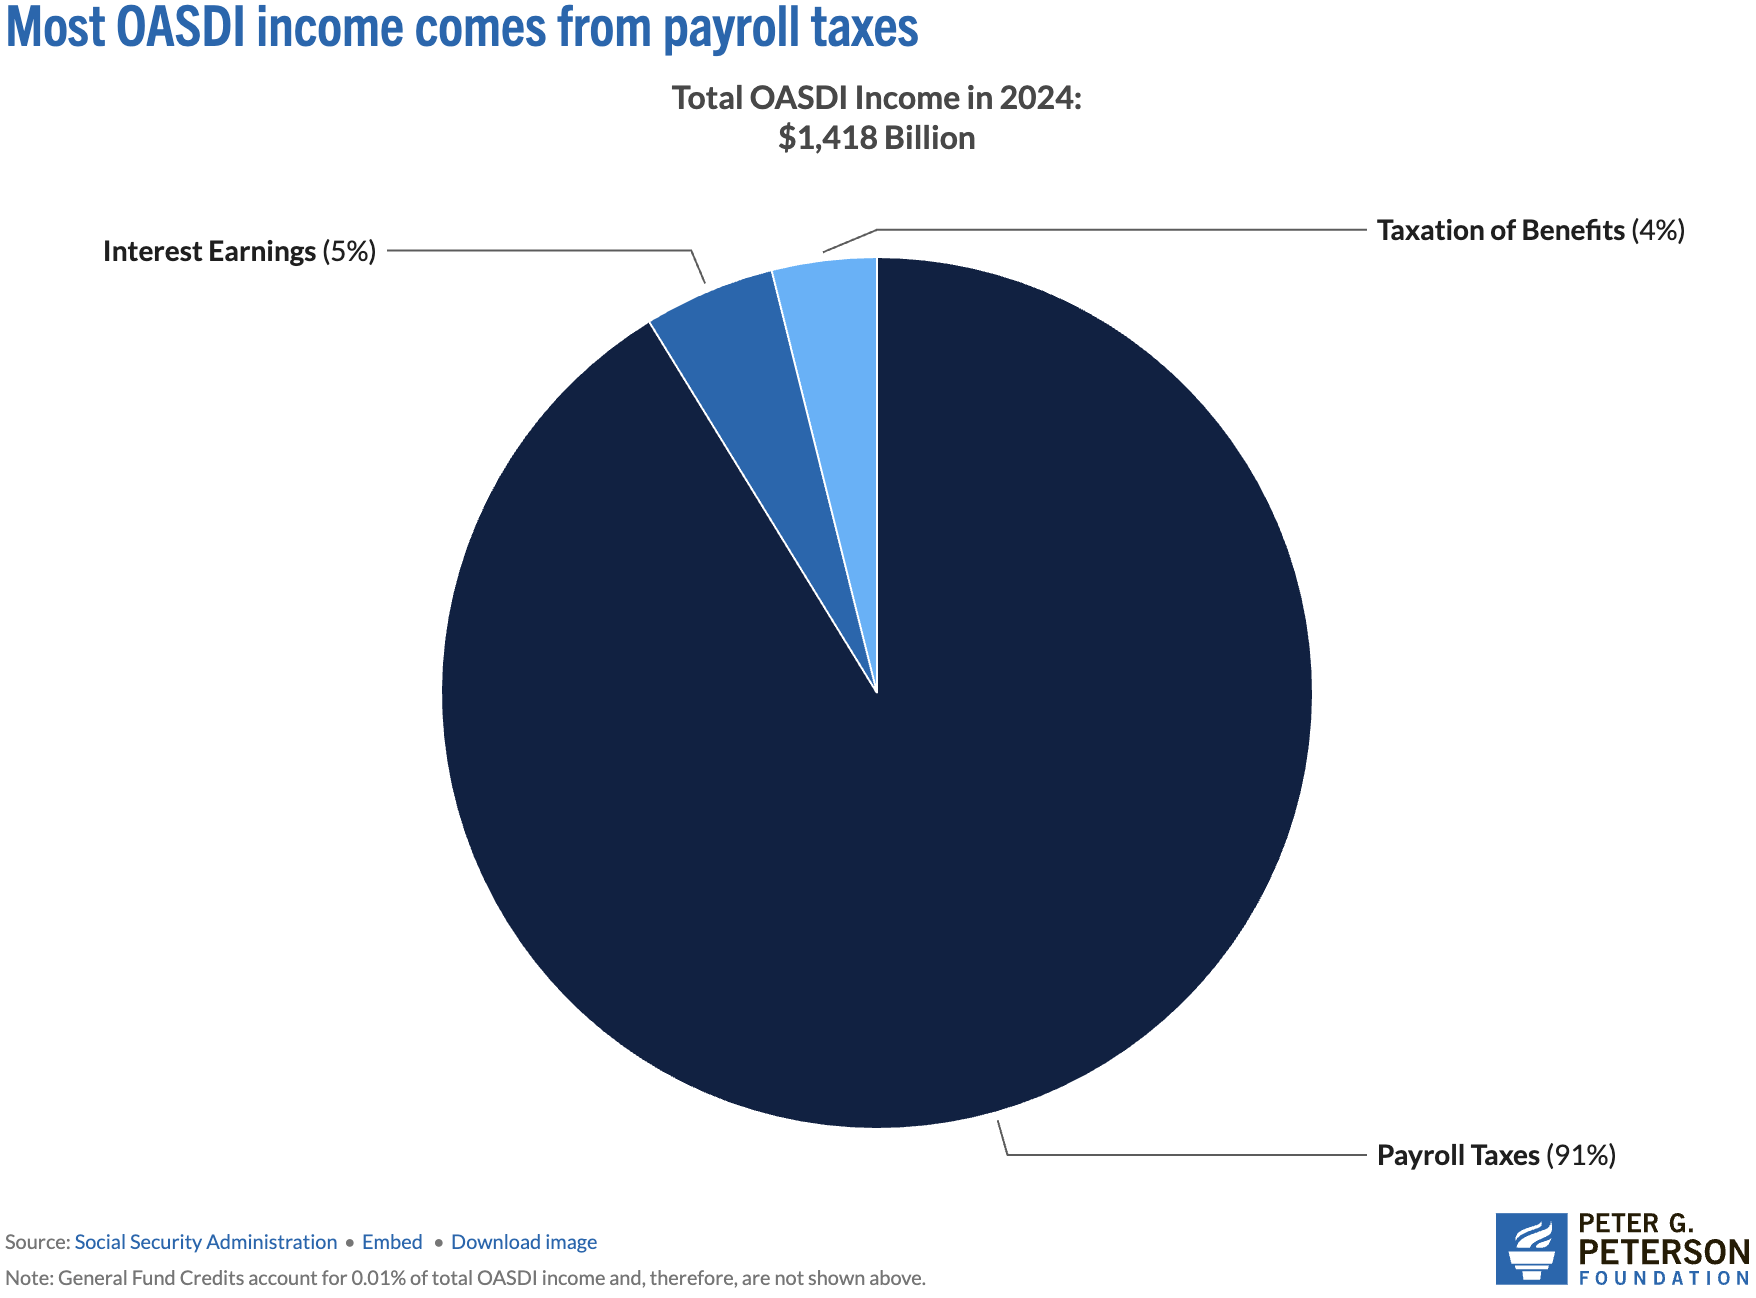 Most OASDI income comes from payroll taxes
Total OASDI Income in 2024:
$1,418 Billion
Interest Earnings (5%)
Taxation of Benefits (4%)
Payroll Taxes (91%)
Source: Social Security Administration • Embed • Download image
Note: General Fund Credits account for 0.01% of total OASDI income and, therefore, are not shown above.
PETER G.
PETERSON
FOUNDATION